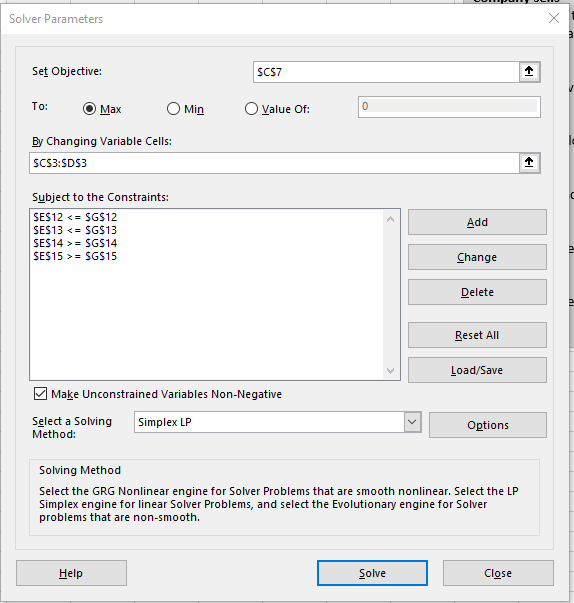 Company sells
Solver Parameters
Set Objective:
$C$7
To:
Max
Min
Value Of:
0
By Changing Variable Cells:
$C$3:$D$3
Subject to the Constraints:
$E$12 <= $G$12
$E$13 <= $G$13
$E$14 >= $G$14
$E$15 >= $G$15
Add
Change
Delete
Reset All
Load/Save
Make Unconstrained Variables Non-Negative
Select a Solving
Method:
Simplex LP
Options
Solving Method
Select the GRG Nonlinear engine for Solver Problems that are smooth nonlinear. Select the LP
Simplex engine for linear Solver Problems, and select the Evolutionary engine for Solver
problems that are non-smooth.
Help
Solve
Close